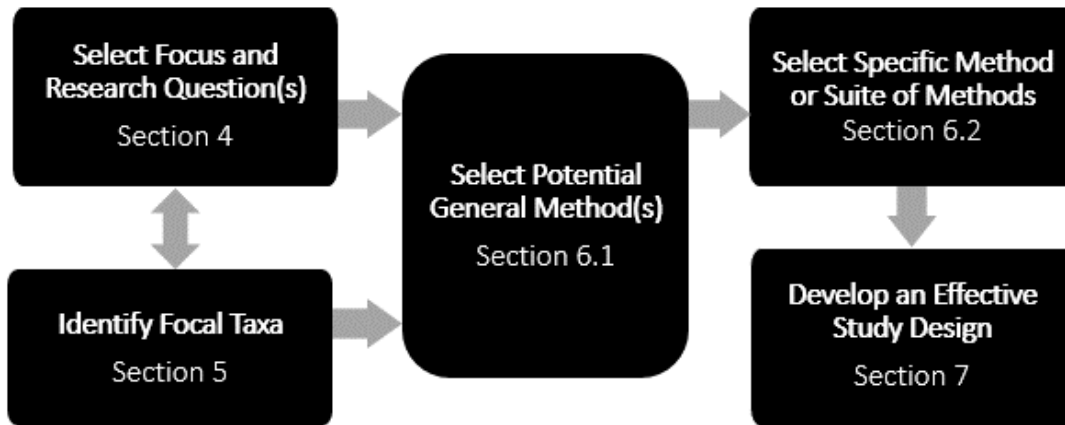 Select Focus and
Research Question(s)
Section 4
Identify Focal Taxa
Section 5
Select Potential
General Method(s)
Section 6.1
Select Specific Method
or Suite of Methods
Section 6.2
Develop an Effective
Study Design
Section 7